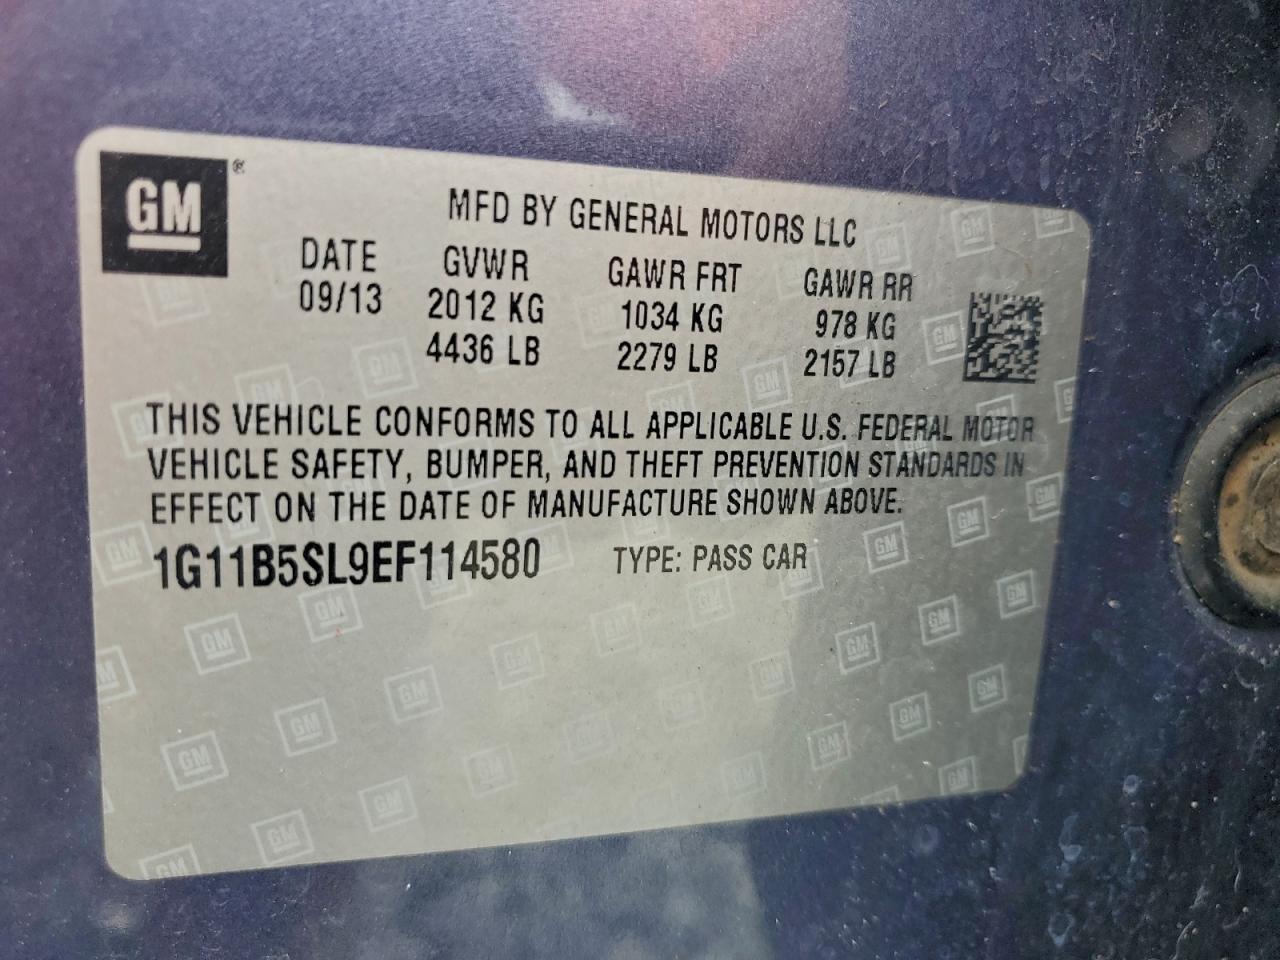 GM ®
MFD BY GENERAL MOTORS LLC
DATE GVWR GAWR FRT GAWR RR
09/13 2012 KG 1034 KG 978 KG
4436 LB 2279 LB 2157 LB
THIS VEHICLE CONFORMS TO ALL APPLICABLE U.S. FEDERAL MOTOR
VEHICLE SAFETY, BUMPER, AND THEFT PREVENTION STANDARDS IN
EFFECT ON THE DATE OF MANUFACTURE SHOWN ABOVE.
1G11B5SL9EF114580 TYPE: PASS CAR